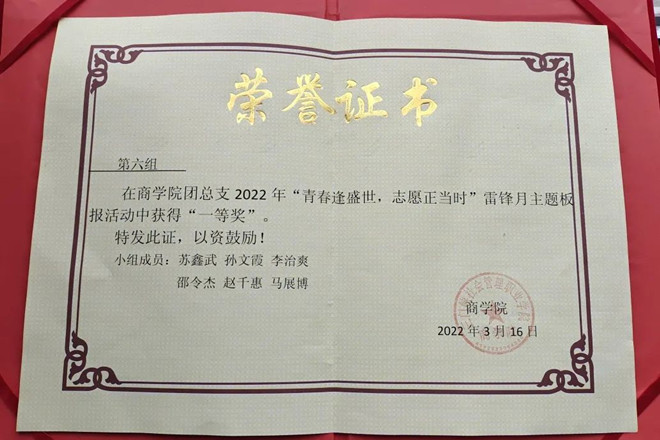 荣誉证书
第六组
在商学院团总支 2022 年“青春逢盛世，志愿正当时”雷锋月主题板
报活动中获得“一等奖”。
特发此证，以资鼓励！
小组成员：苏鑫武 孙文霞 李治爽
邵令杰 赵千惠 马展博
商学院
2022 年 3 月 16 日